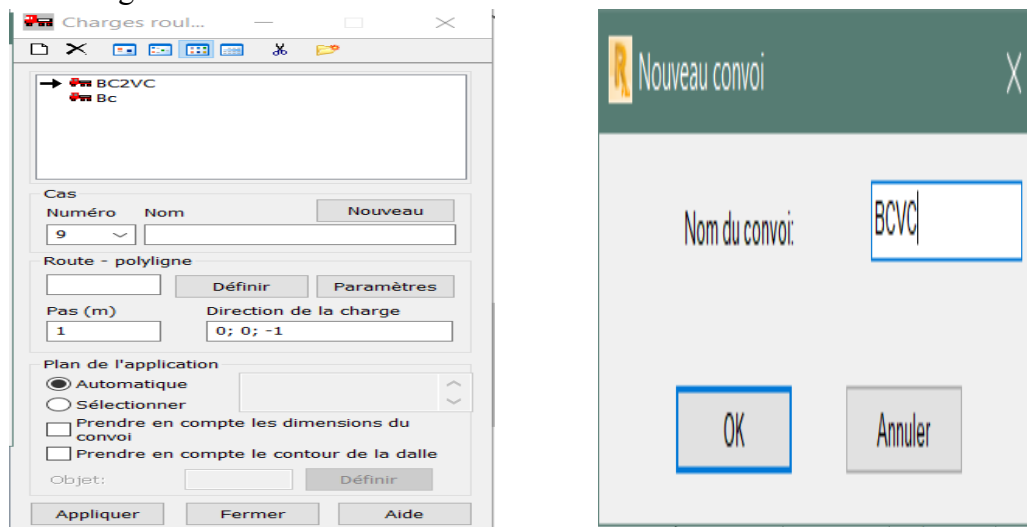 Charges roul...
BC2VC
Bc
Cas
Numéro Nom Nouveau
9
Route - polyligne
Définir Paramètres
Pas (m) Direction de la charge
1 0; 0; -1
Plan de l'application
Automatique
Sélectionner
Prendre en compte les dimensions du
convoi
Prendre en compte le contour de la dalle
Objet: Définir
Appliquer Fermer Aide
R Nouveau convoi
Nom du convoi: BCVC
OK Annuler